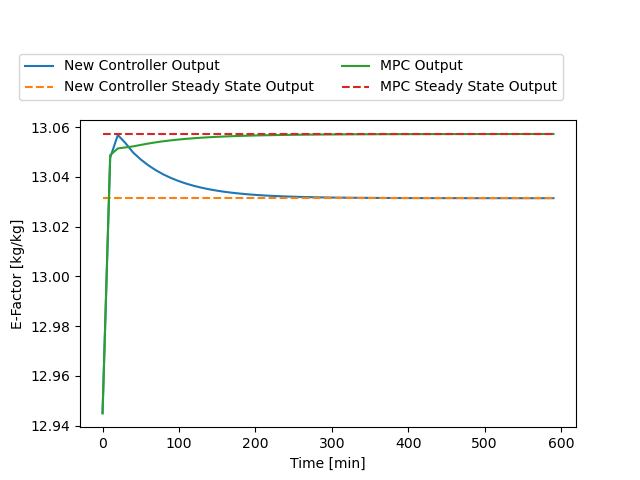 New Controller Output
New Controller Steady State Output
MPC Output
MPC Steady State Output
13.06
13.04
13.02
13.00
12.98
12.96
12.94
E-Factor [kg/kg]
0 100 200 300 400 500 600
Time [min]